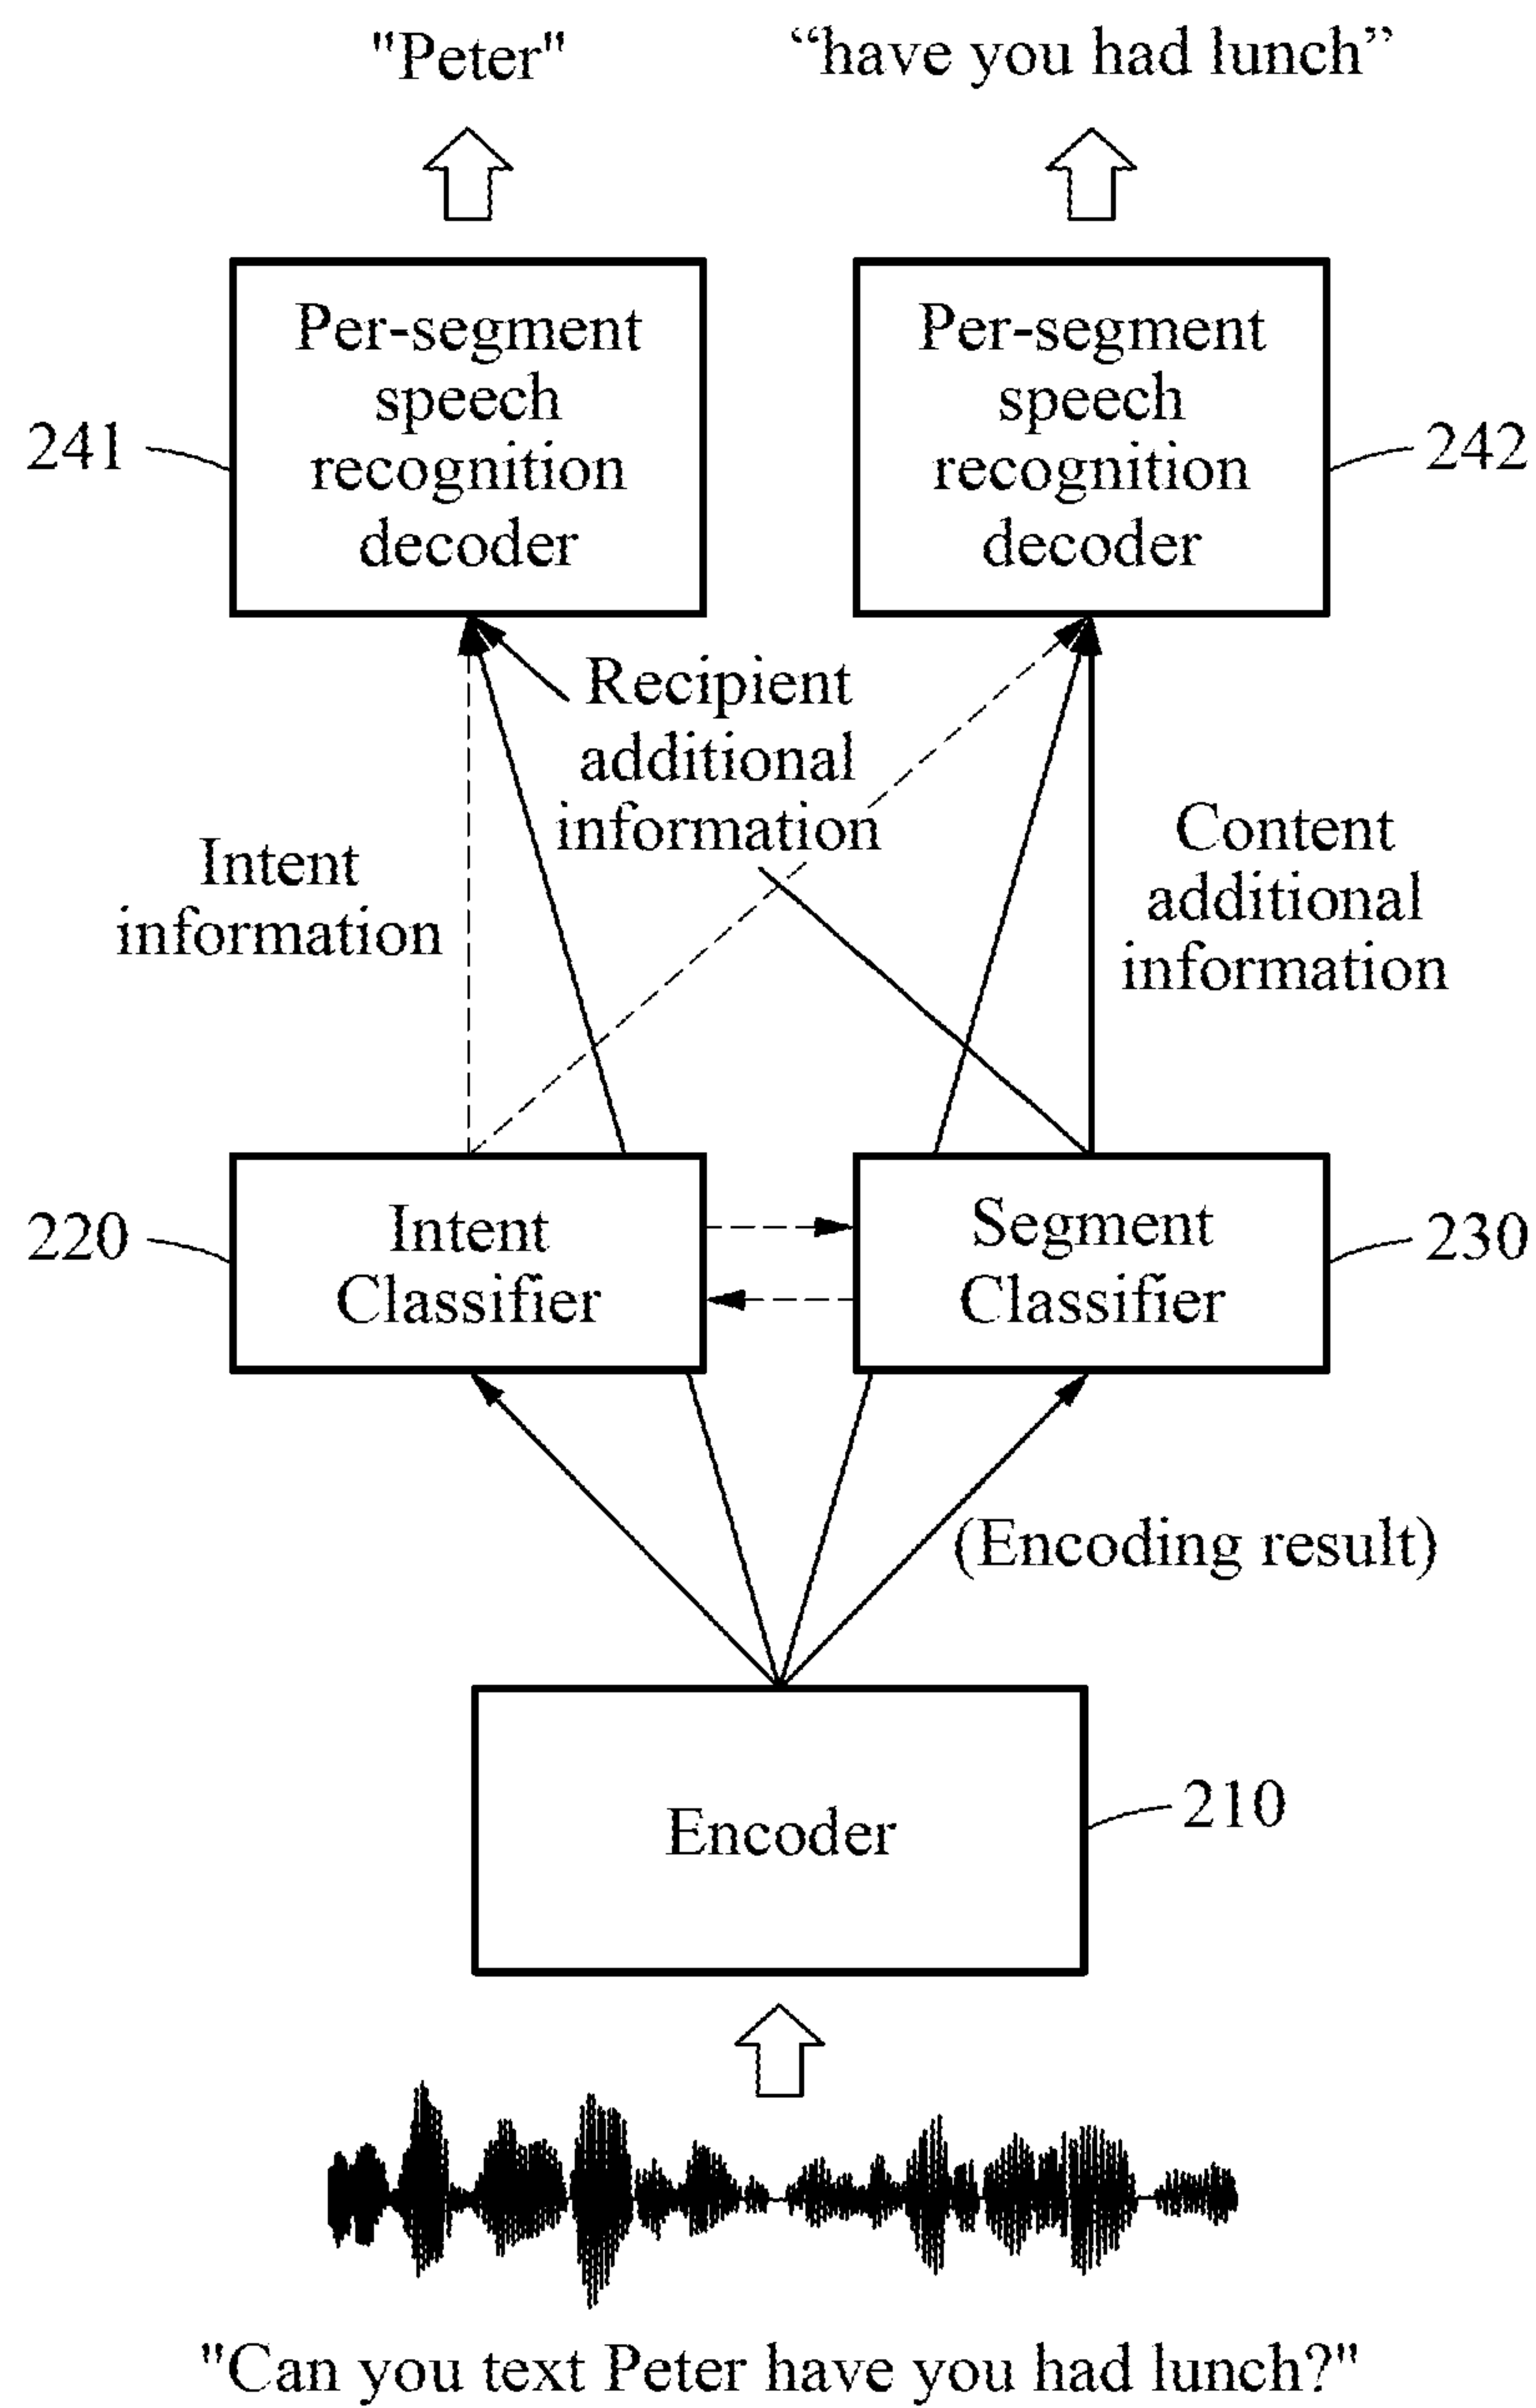 "Peter"
“have you had lunch”
Per-segment
speech
recognition
decoder
Per-segment
speech
recognition
decoder
241
242
Recipient
additional
information
Intent
information
Content
additional
information
220
Intent
Classifier
Segment
Classifier
230
(Encoding result)
Encoder
210
"Can you text Peter have you had lunch?"